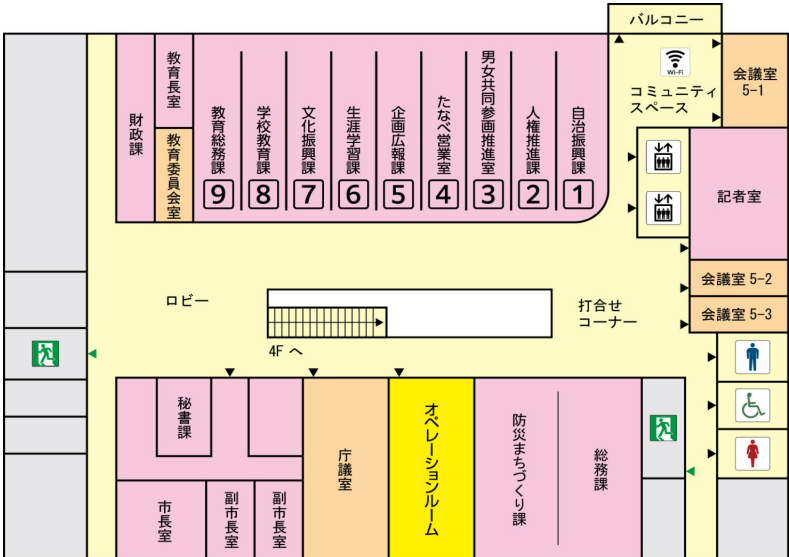 バルコニー
Wi-Fi
コミュニティ
スペース
会議室
5-1
財政課
教育長室
教育委員会室
教育総務課
9
学校教育課
8
文化振興課
7
生涯学習課
6
企画広報課
5
たなべ営業室
4
男女共同参画推進室
3
人権推進課
2
自治振興課
1
記者室
会議室 5-2
会議室 5-3
ロビー
打合せ
コーナー
4F へ
秘書課
市長室
副市長室
副市長室
庁議室
オペレーションルーム
防災まちづくり課
総務課